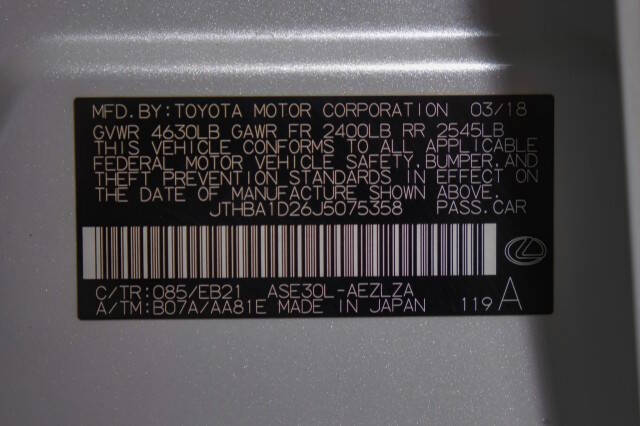 MFD.BY:TOYOTA MOTOR CORPORATION 03/18
GVWR 4630LB GAWR FR 2400LB RR 2545LB
THIS VEHICLE CONFORMS TO ALL APPLICABLE
FEDERAL MOTOR VEHICLE SAFETY,BUMPER,AND
THEFT PREVENTION STANDARDS IN EFFECT ON
THE DATE OF MANUFACTURE SHOWN ABOVE.
JTHBA1D26J5075358 PASS.CAR
C/TR:085/EB21 ASE30L-AEZLZA
A/TM:B07A/AA81E MADE IN JAPAN 119 A